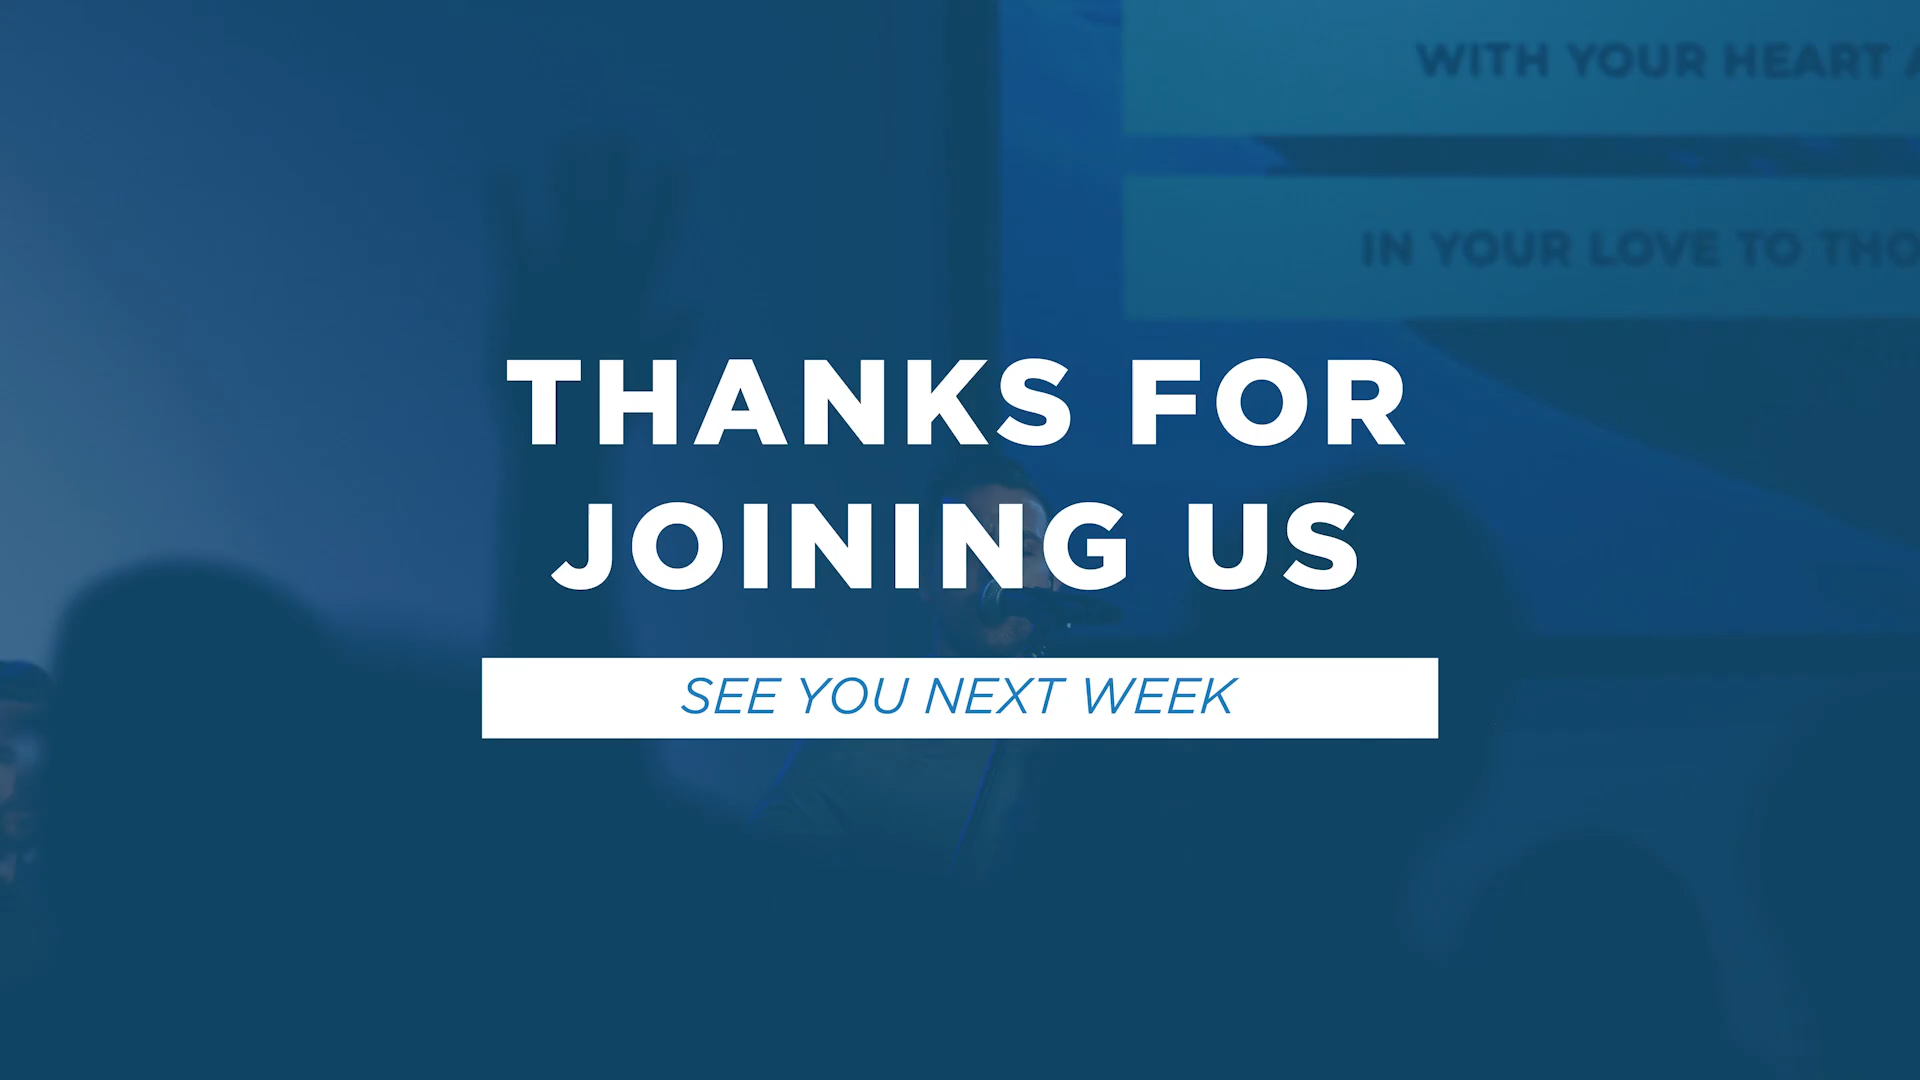 WITH YOUR HEART
IN YOUR LOVE TO
THANKS FOR
JOINING US
SEE YOU NEXT WEEK